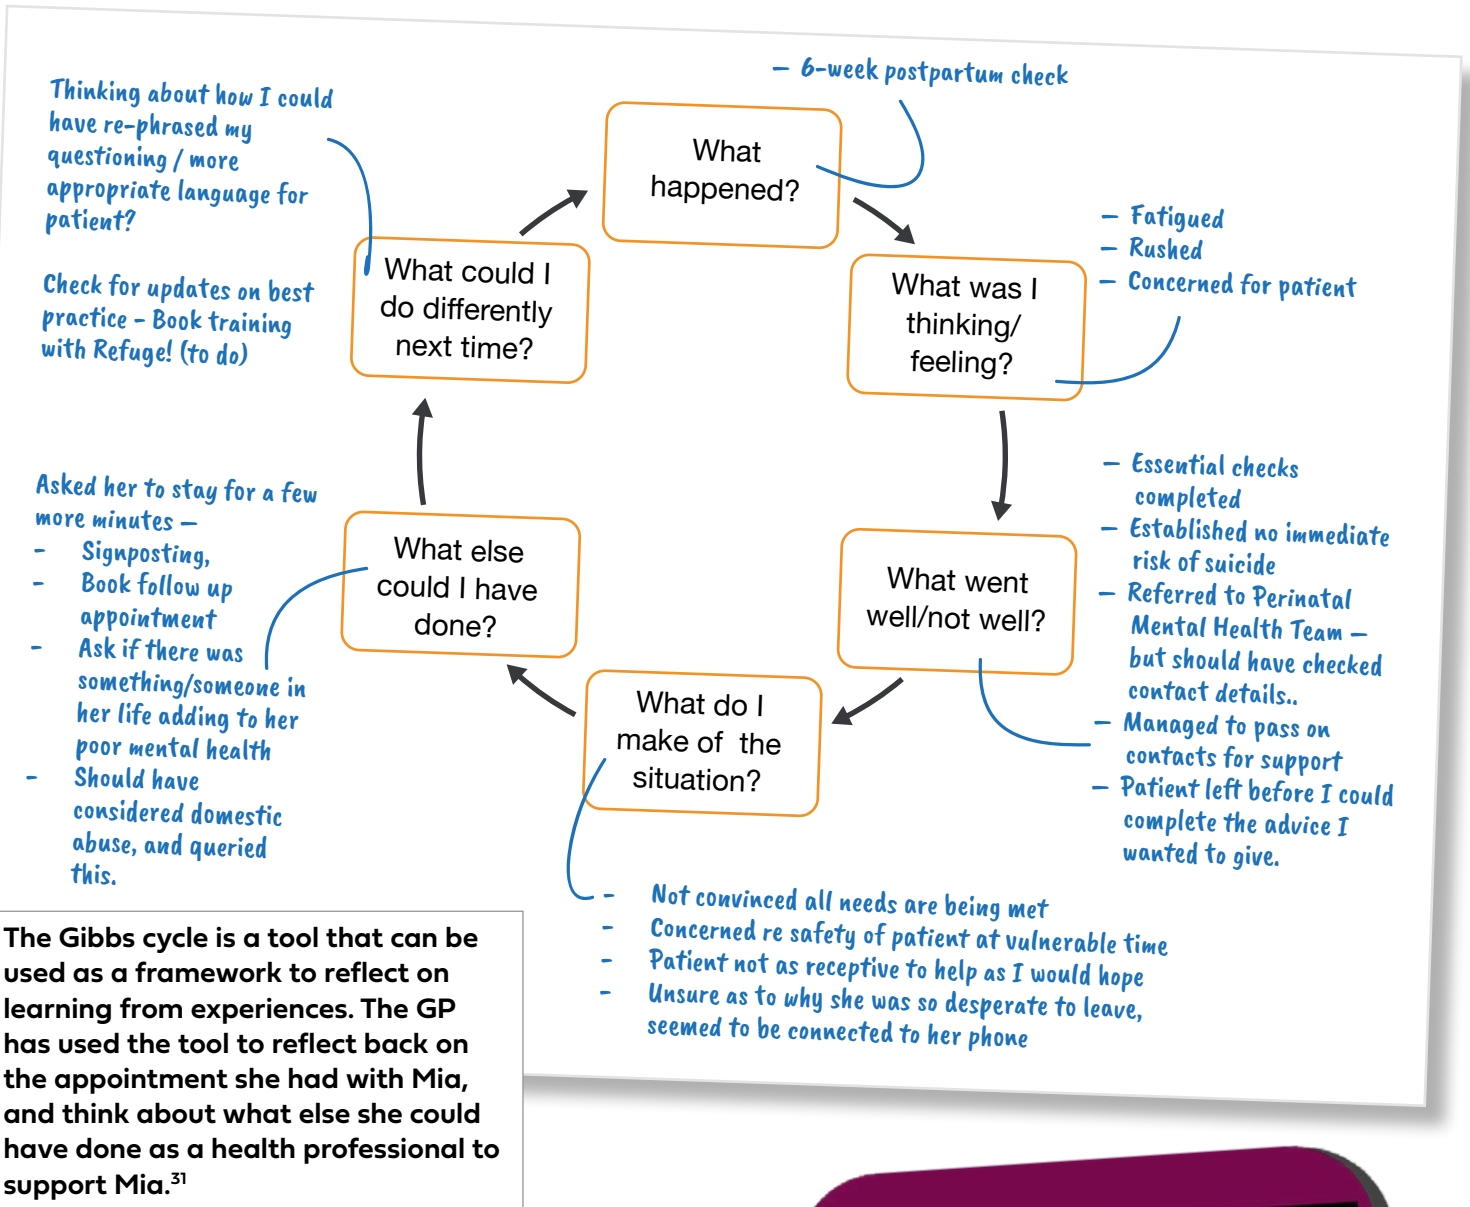 – 6-week postpartum check
What
happened?
– Fatigued
– Rushed
– Concerned for patient
What was I
thinking/
feeling?
– Essential checks
completed
– Established no immediate
risk of suicide
– Referred to Perinatal
Mental Health Team –
but should have checked
contact details..
– Managed to pass on
contacts for support
– Patient left before I could
complete the advice I
wanted to give.
What went
well/not well?
What do I
make of the
situation?
- Not convinced all needs are being met
- Concerned re safety of patient at vulnerable time
- Patient not as receptive to help as I would hope
- Unsure as to why she was so desperate to leave,
seemed to be connected to her phone
What else
could I have
done?
Asked her to stay for a few
more minutes –
- Signposting,
- Book follow up
appointment
- Ask if there was
something/someone in
her life adding to her
poor mental health
- Should have
considered domestic
abuse, and queried
this.
What could I
do differently
next time?
Thinking about how I could
have re-phrased my
questioning / more
appropriate language for
patient?
Check for updates on best
practice – Book training
with Refuge! (to do)
The Gibbs cycle is a tool that can be
used as a framework to reflect on
learning from experiences. The GP
has used the tool to reflect back on
the appointment she had with Mia,
and think about what else she could
have done as a health professional to
support Mia.³¹